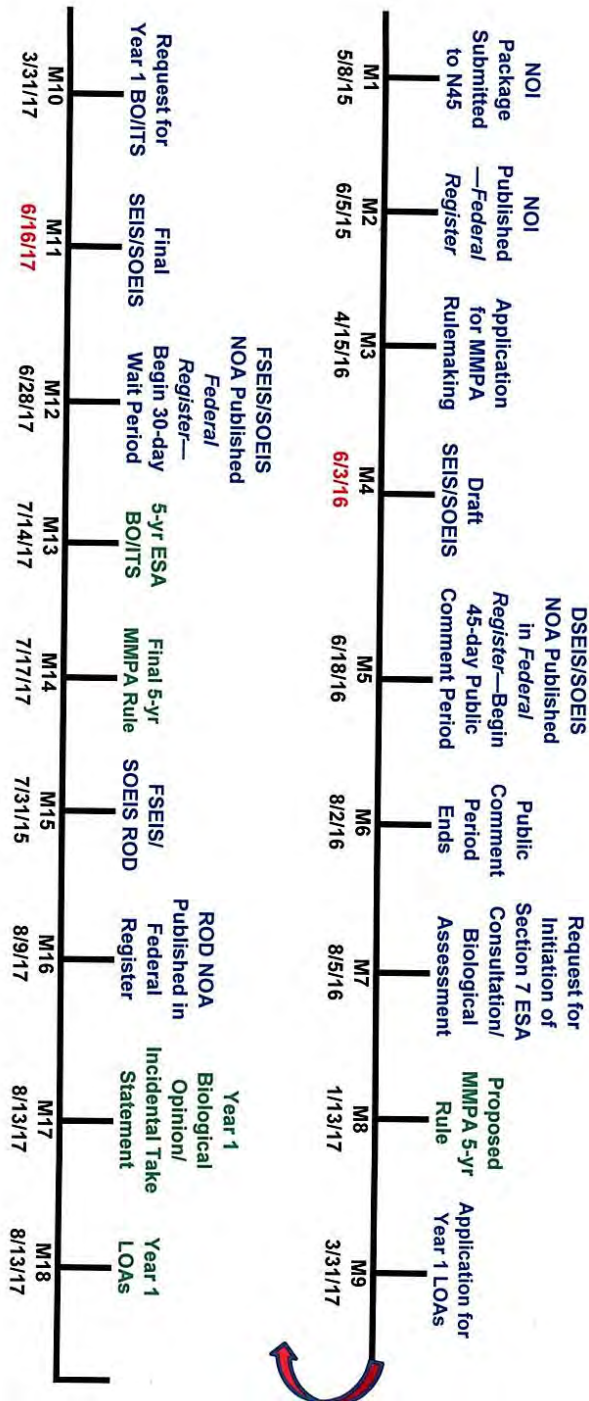 NOI
Package
Submitted
to N45
M1
5/8/15
NOI
Published
—Federal
Register
M2
6/5/15
Application
for MMPA
Rulemaking
M3
4/15/16
Draft
SEIS/SOEIS
M4
6/3/16
DSEIS/SOEIS
NOA Published
in Federal
Register—Begin
45-day Public
Comment Period
M5
6/18/16
Public
Comment
Period
Ends
M6
8/2/16
Request for
Initiation of
Section 7 ESA
Consultation/
Biological
Assessment
M7
8/5/16
Proposed
MMPA 5-yr
Rule
M8
1/13/17
Application for
Year 1 LOAs
M9
3/31/17
Request for
Year 1 BO/ITS
M10
3/31/17
Final
SEIS/SOEIS
M11
6/16/17
FSEIS/SOEIS
NOA Published
Federal
Register—
Begin 30-day
Wait Period
M12
6/28/17
5-yr ESA
BO/ITS
M13
7/14/17
Final 5-yr
MMPA Rule
M14
7/17/17
FSEIS/
SOEIS ROD
M15
7/31/15
ROD NOA
Published in
Federal
Register
M16
8/9/17
Year 1
Biological
Opinion/
Incidental Take
Statement
M17
8/13/17
Year 1
LOAs
M18
8/13/17